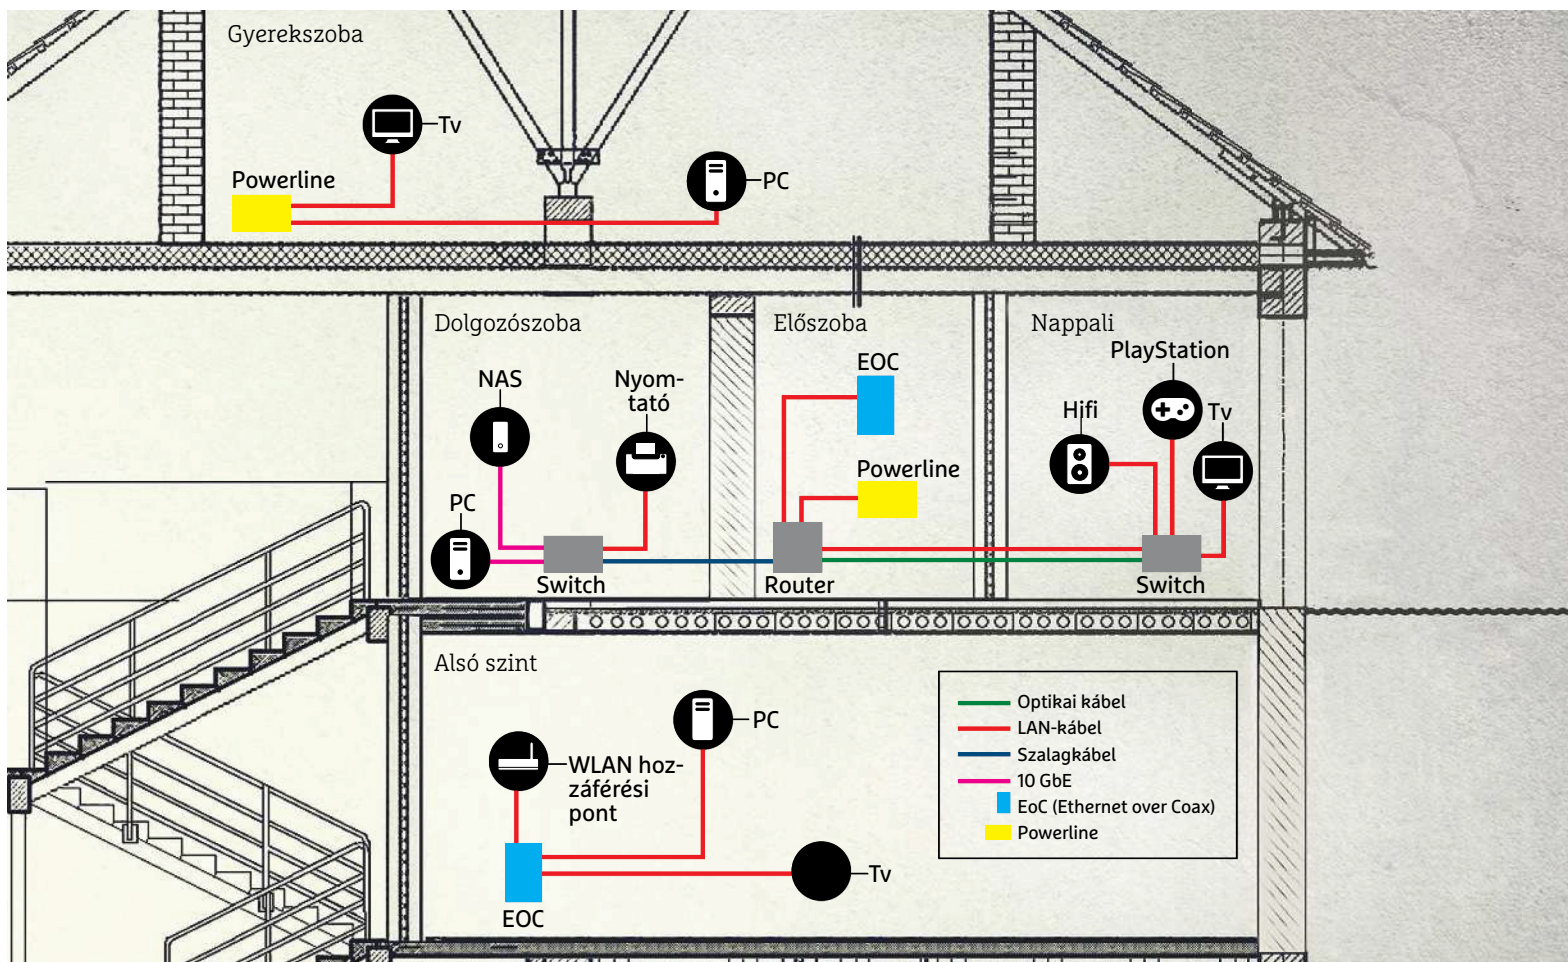 Gyerekszoba
Tv
Powerline
PC
Dolgozószoba
Előszoba
Nappali
PlayStation
EOC
NAS
Nyom-
tató
Hifi
Tv
Powerline
PC
Switch
Router
Switch
Alsó szint
PC
WLAN hoz-
záférési
pont
Tv
EOC
Optikai kábel
LAN-kábel
Szalagkábel
10 GbE
EoC (Ethernet over Coax)
Powerline